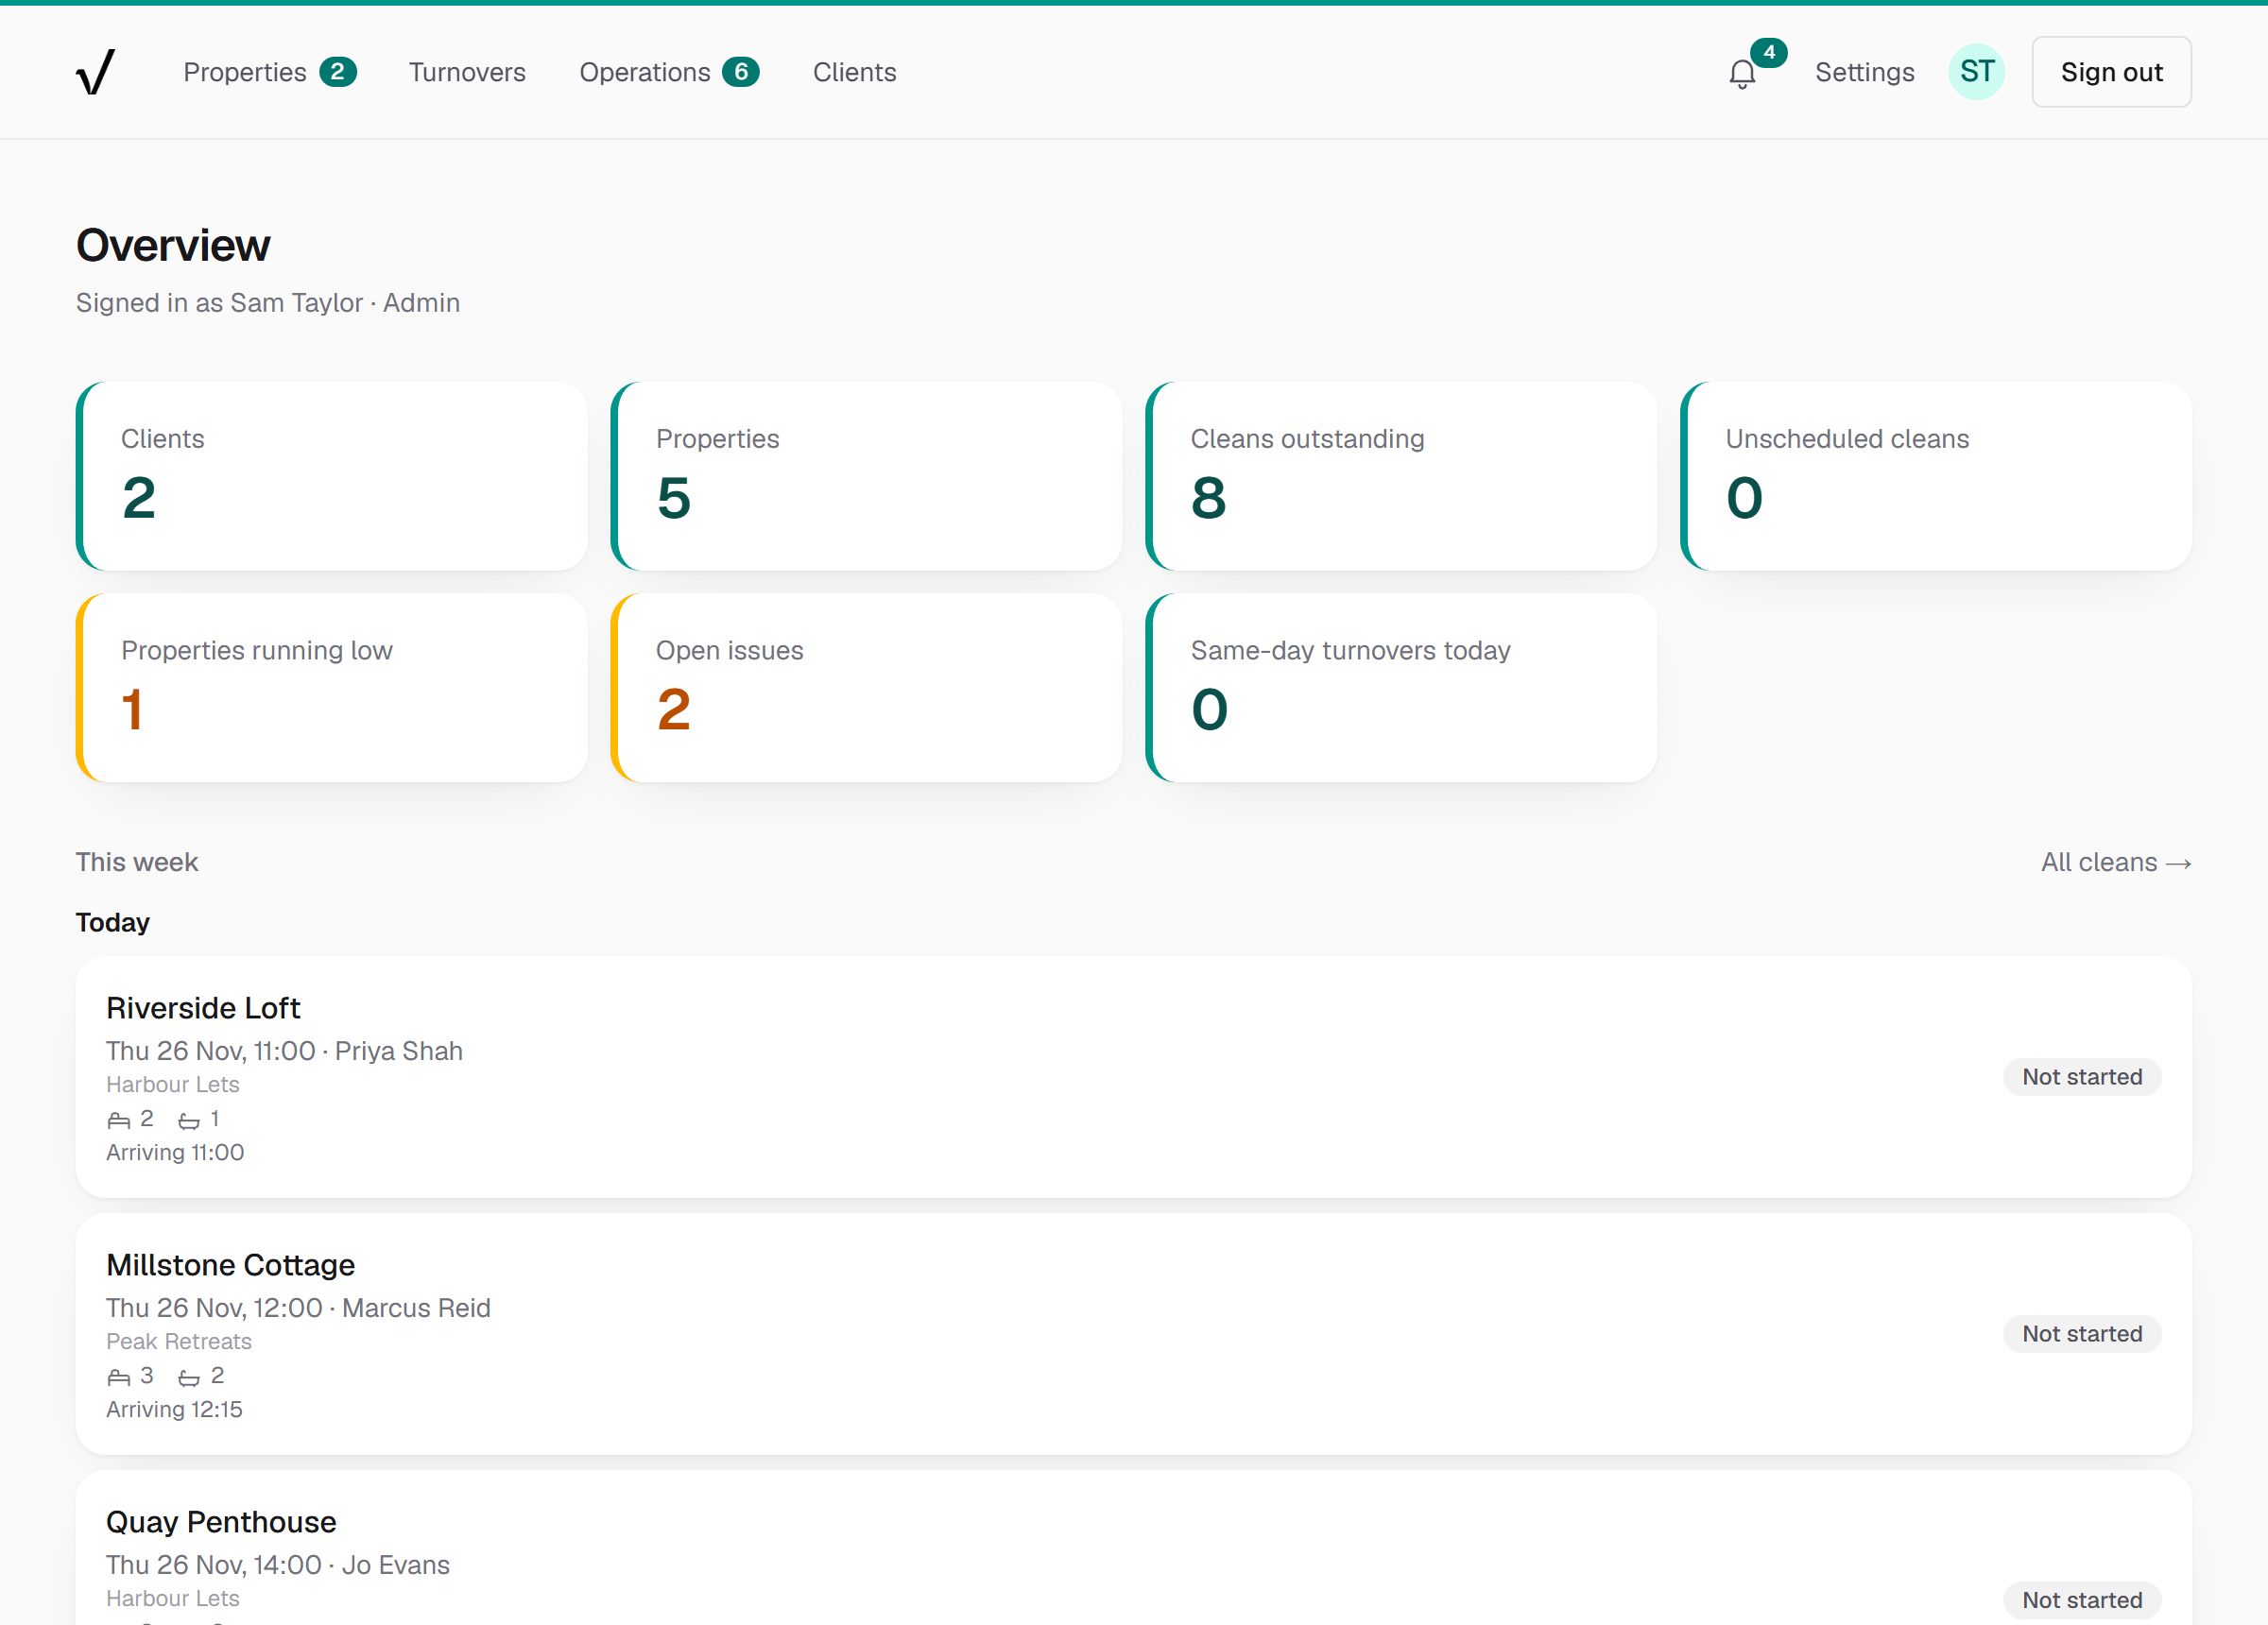 Properties 2 Turnovers Operations 6 Clients 4 Settings ST Sign out
Overview
Signed in as Sam Taylor · Admin
Clients
2
Properties
5
Cleans outstanding
8
Unscheduled cleans
0
Properties running low
1
Open issues
2
Same-day turnovers today
0
This week
All cleans →
Today
Riverside Loft
Thu 26 Nov, 11:00 · Priya Shah
Harbour Lets
2 1
Arriving 11:00
Not started
Millstone Cottage
Thu 26 Nov, 12:00 · Marcus Reid
Peak Retreats
3 2
Arriving 12:15
Not started
Quay Penthouse
Thu 26 Nov, 14:00 · Jo Evans
Harbour Lets
Not started